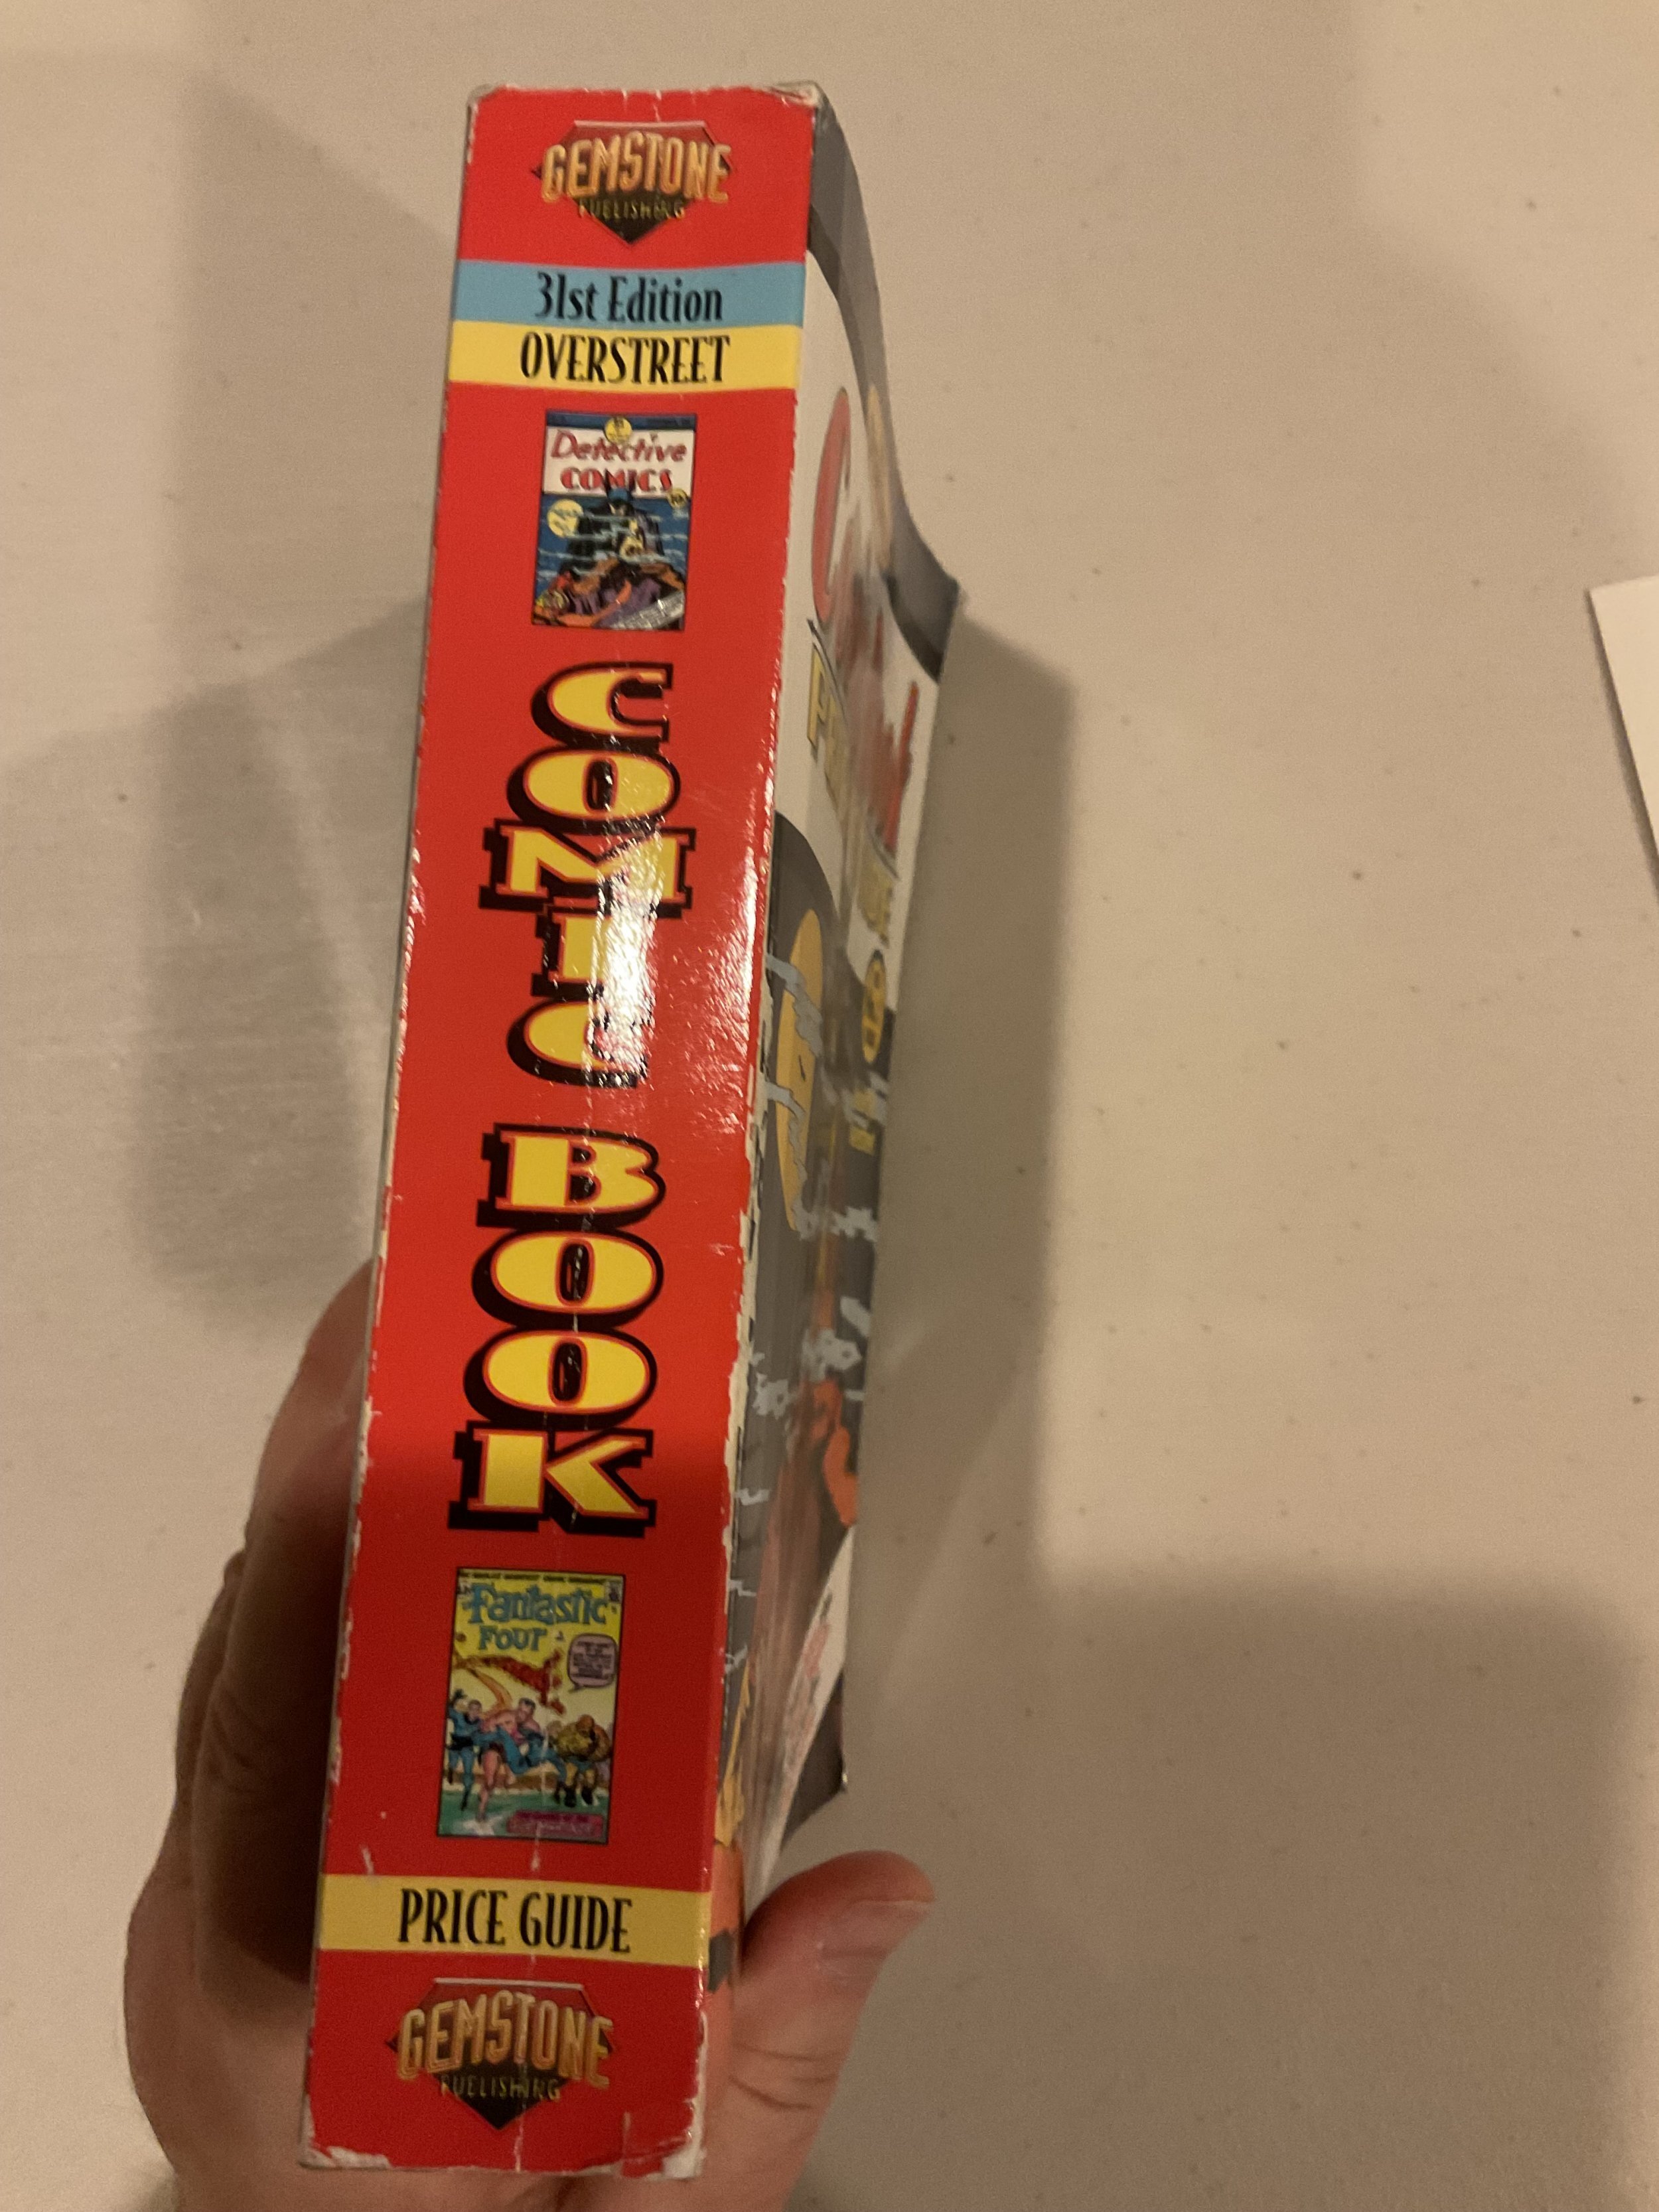 GEMSTONE
PUBLISHING
31st Edition
OVERSTREET
Detective
COMICS
COMIC
BOOK
Fantastic
FOUR
PRICE GUIDE
GEMSTONE
PUBLISHING